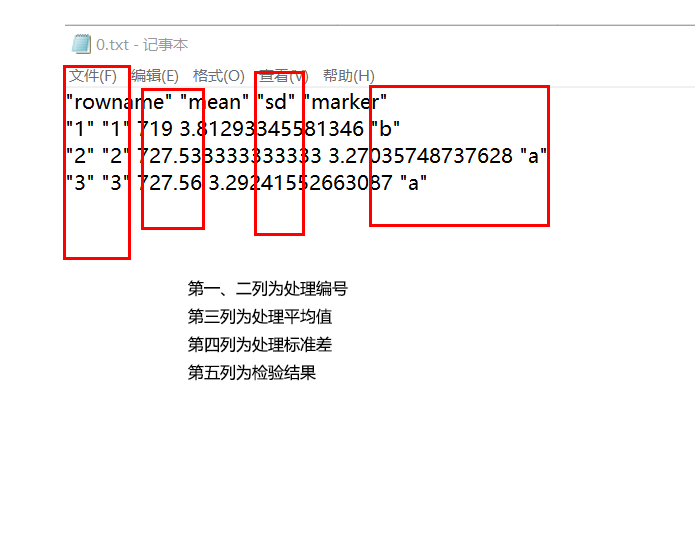 0.txt - 记事本
文件(F) 编辑(E) 格式(O) 查看(V) 帮助(H)
"rowname" "mean" "sd" "marker"
"1" "1" 719 3.81293345581346 "b"
"2" "2" 727.533333333333 3.27035748737628 "a"
"3" "3" 727.56 3.29241552663087 "a"
第一、二列为处理编号
第三列为处理平均值
第四列为处理标准差
第五列为检验结果